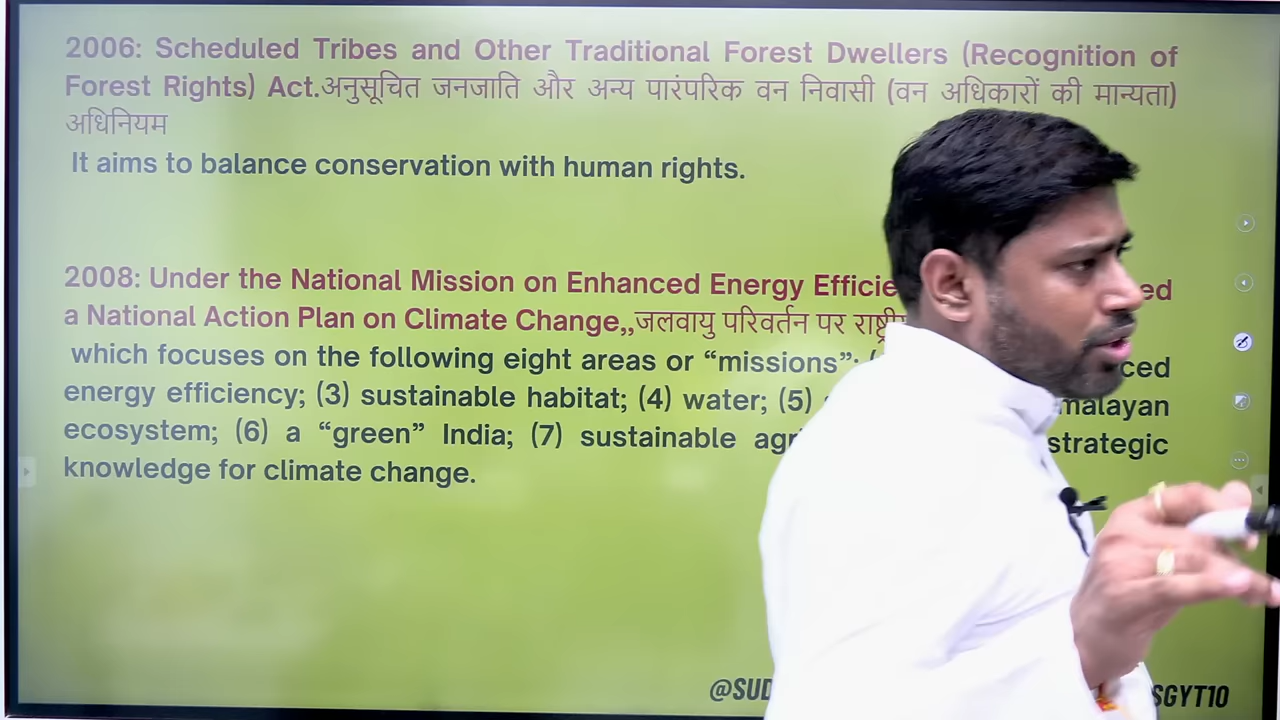 2006: Scheduled Tribes and Other Traditional Forest Dwellers (Recognition of
Forest Rights) Act.अनुसूचित जनजाति और अन्य पारंपरिक वन निवासी (वन अधिकारों की मान्यता)
अधिनियम
It aims to balance conservation with human rights.
2008: Under the National Mission on Enhanced Energy
a National Action Plan on Climate Change,,जलवायु परिवर्तन पर
which focuses on the following eight areas or “missions”:
energy efficiency; (3) sustainable habitat; (4) water; (5)
ecosystem; (6) a “green” India; (7) sustainable strategic
knowledge for climate change.